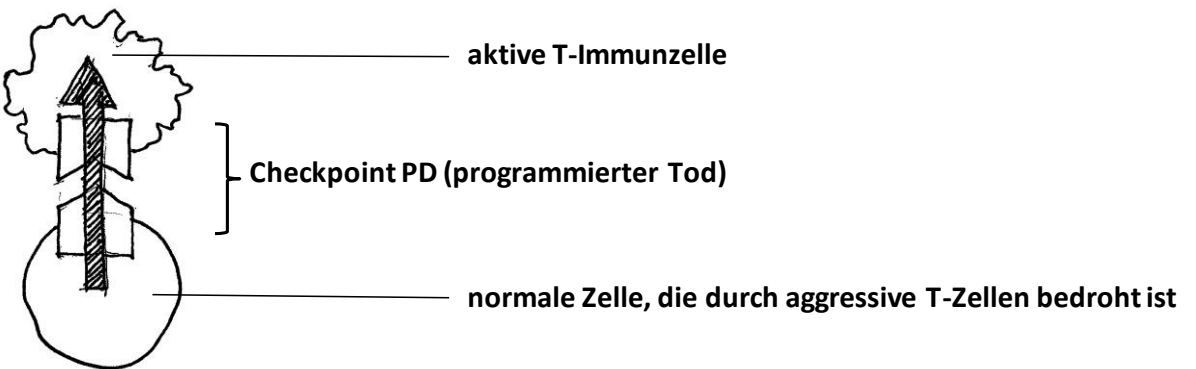 aktive T-Immunzelle
Checkpoint PD (programmierter Tod)
normale Zelle, die durch aggressive T-Zellen bedroht ist